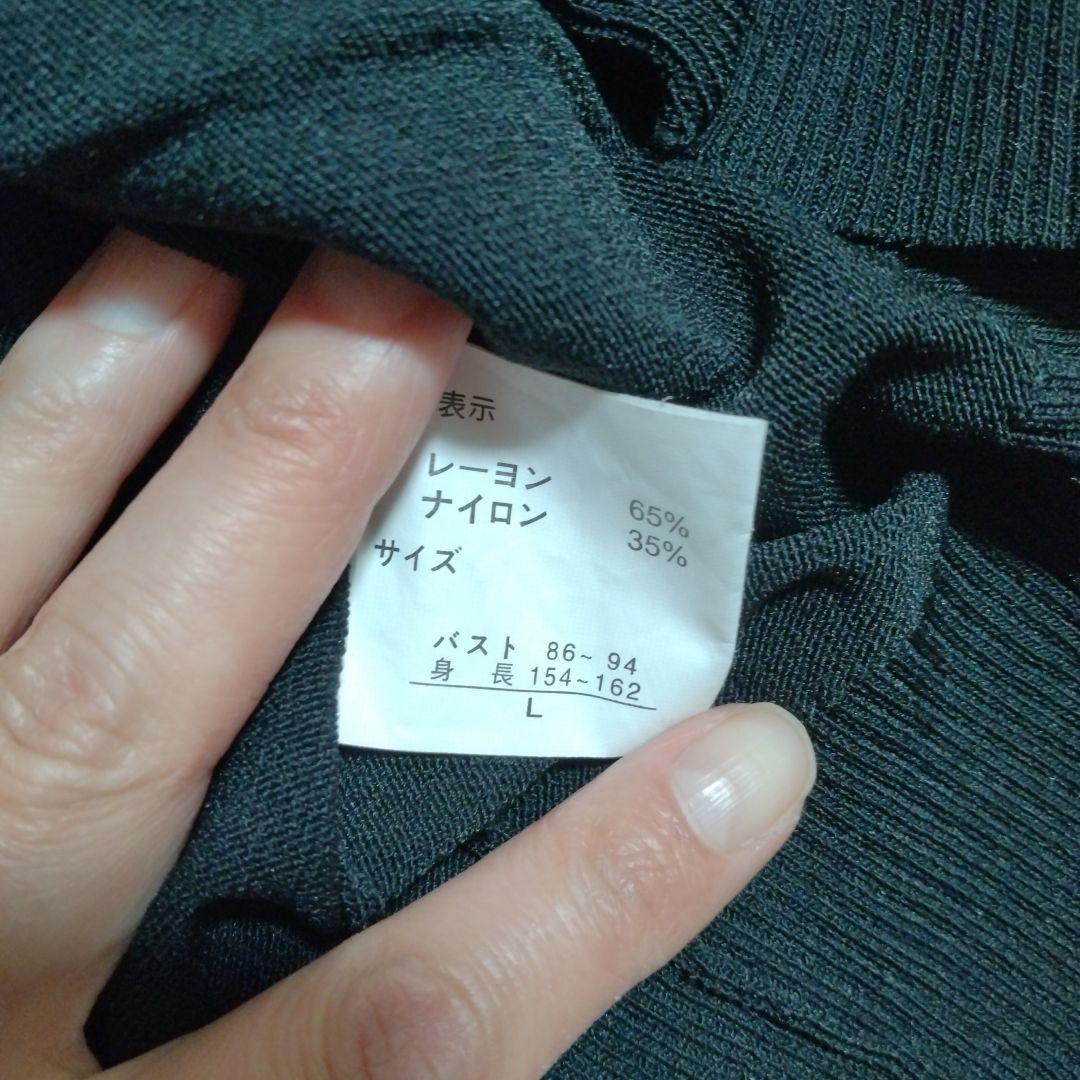 表示
レーヨン 65%
ナイロン 35%
サイズ
バスト 86~ 94
身 長 154~162
L